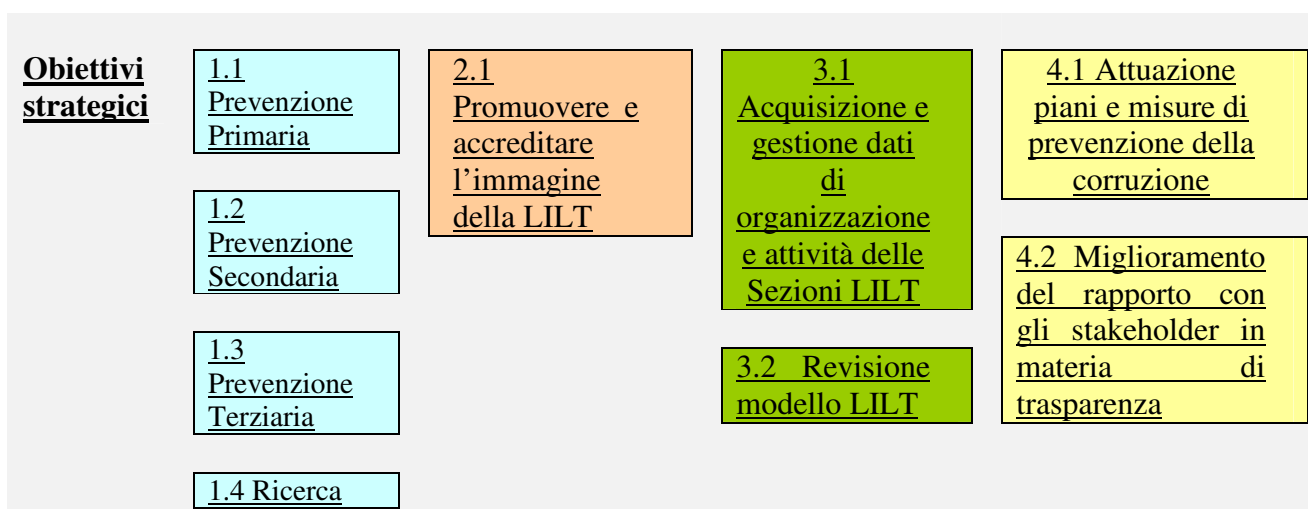 Obiettivi
strategici
1.1
Prevenzione
Primaria
1.2
Prevenzione
Secondaria
1.3
Prevenzione
Terziaria
1.4 Ricerca
2.1
Promuovere e
accreditare
l’immagine
della LILT
3.1
Acquisizione e
gestione dati
di
organizzazione
e attività delle
Sezioni LILT
3.2 Revisione
modello LILT
4.1 Attuazione
piani e misure di
prevenzione della
corruzione
4.2 Miglioramento
del rapporto con
gli stakeholder in
materia di
trasparenza